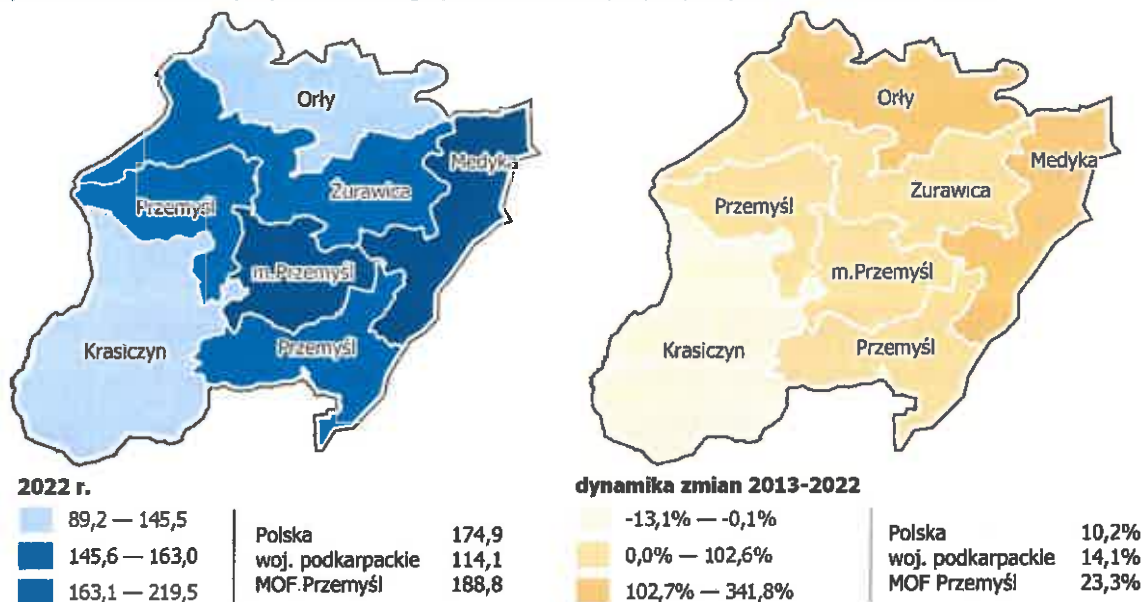 Orły
Medyka
Żurawica
Przemyśl
m.Przemyśl
Krasiczyn
Przemyśl
2022 r.
89,2 — 145,5
145,6 — 163,0
163,1 — 219,5
Polska 174,9
woj. podkarpackie 114,1
MOF Przemyśl 188,8
Orły
Medyka
Żurawica
Przemyśl
m.Przemyśl
Krasiczyn
Przemyśl
dynamika zmian 2013-2022
-13,1% — -0,1%
0,0% — 102,6%
102,7% — 341,8%
Polska 10,2%
woj. podkarpackie 14,1%
MOF Przemyśl 23,3%